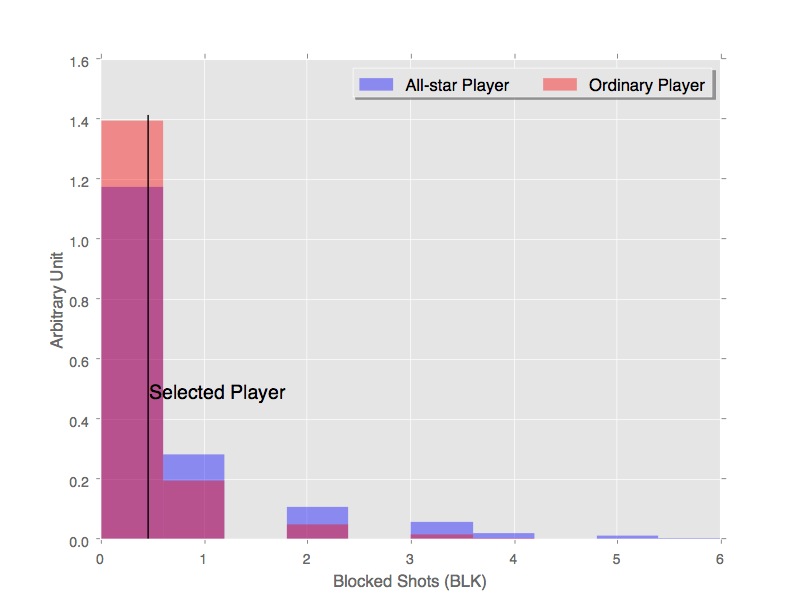 1.6
All-star Player Ordinary Player
1.4
1.2
1.0
0.8
0.6
0.4
0.2
0.0
Arbitrary Unit
Selected Player
0 1 2 3 4 5 6
Blocked Shots (BLK)